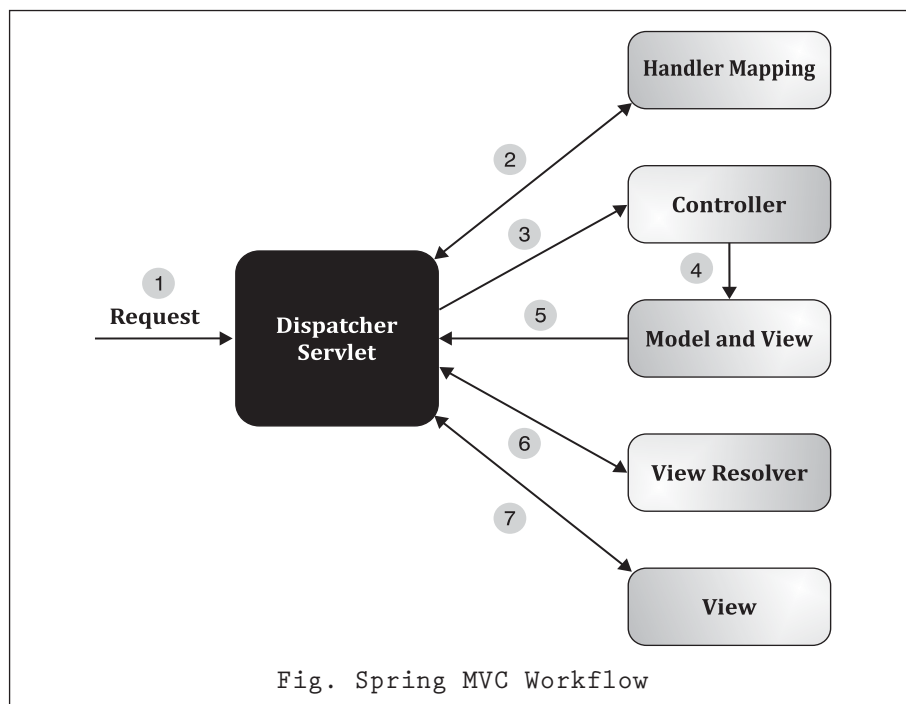 Handler Mapping
2
Controller
3
1
4
Request
5
Dispatcher
Servlet
Model and View
6
View Resolver
7
View
Fig. Spring MVC Workflow